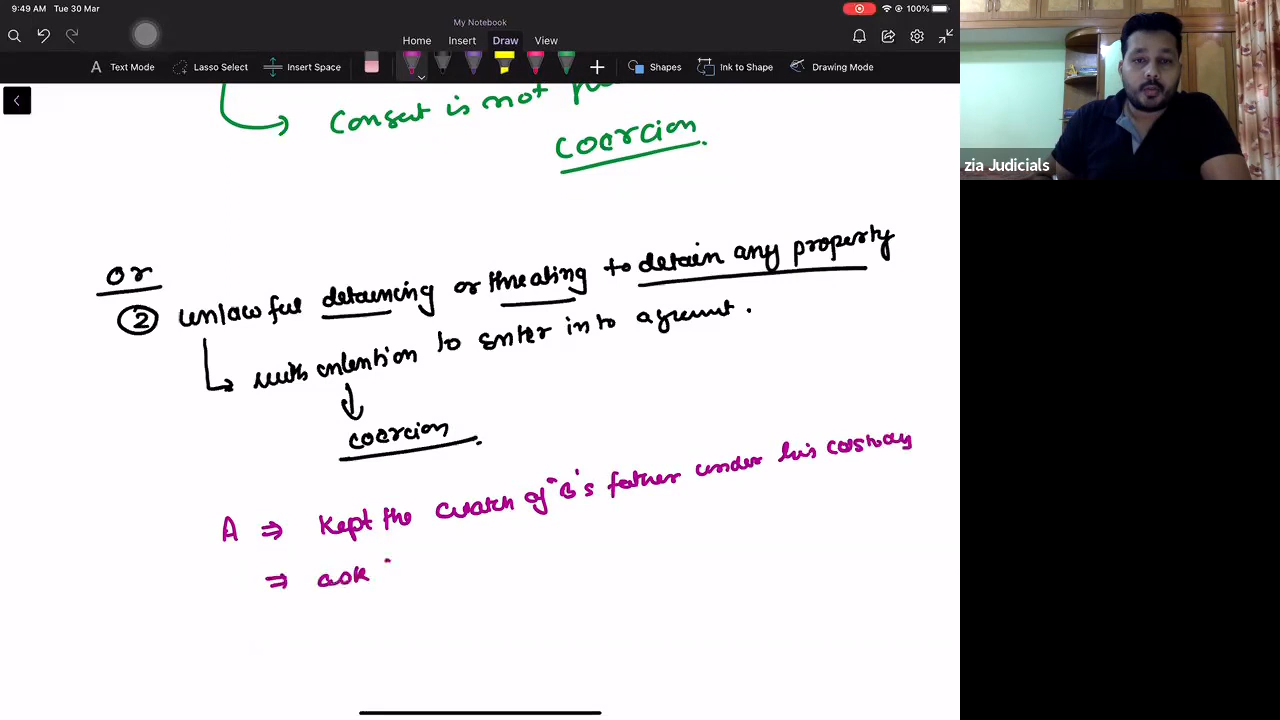 9:49 AM Tue 30 Mar
100%
My Notebook
Home Insert Draw View
Text Mode Lasso Select Insert Space Shapes Ink to Shape Drawing Mode
Consent is not
coercion.
zia Judicials
or
② unlawful detaineing or threating to detain any property
with intention to enter into agreement.
coercion.
A ⇒ Kept the watch of "B's father under his costody
⇒ ask